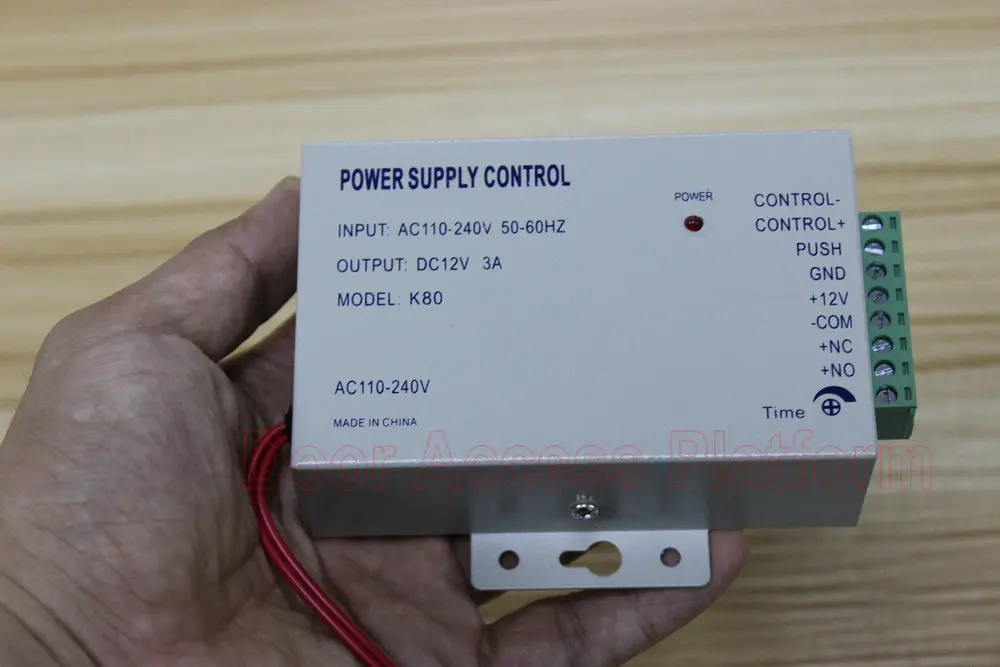 POWER SUPPLY CONTROL
INPUT: AC110-240V 50-60HZ
OUTPUT: DC12V 3A
MODEL: K80
AC110-240V
MADE IN CHINA
POWER
CONTROL-
CONTROL+
PUSH
GND
+12V
-COM
+NC
+NO
Time
Door Access Platform